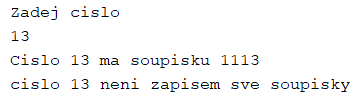 Zadej cislo
13
Cislo 13 ma soupisku 1113
cislo 13 neni zapisem sve soupisky